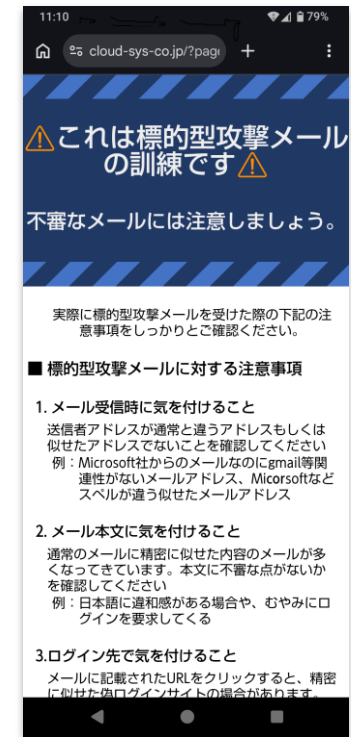 11:10
79%
cloud-sys-co.jp/?page
⚠これは標的型攻撃メール
の訓練です⚠
不審なメールには注意しましょう。
実際に標的型攻撃メールを受けた際の下記の注
意事項をしっかりとご確認ください。
■ 標的型攻撃メールに対する注意事項
1. メール受信時に気を付けること
送信者アドレスが通常と違うアドレスもしくは
似せたアドレスでないことを確認してください
例：Microsoft社からのメールなのにgmail等関
連性がないメールアドレス、Micorsoftなど
スペルが違う似せたメールアドレス
2. メール本文に気を付けること
通常のメールに精密に似せた内容のメールが多
くなってきています。本文に不審な点がないか
を確認してください
例：日本語に違和感がある場合や、むやみにロ
グインを要求してくる
3.ログイン先で気を付けること
メールに記載されたURLをクリックすると、精密
に似せた偽ログインサイトの場合があります。